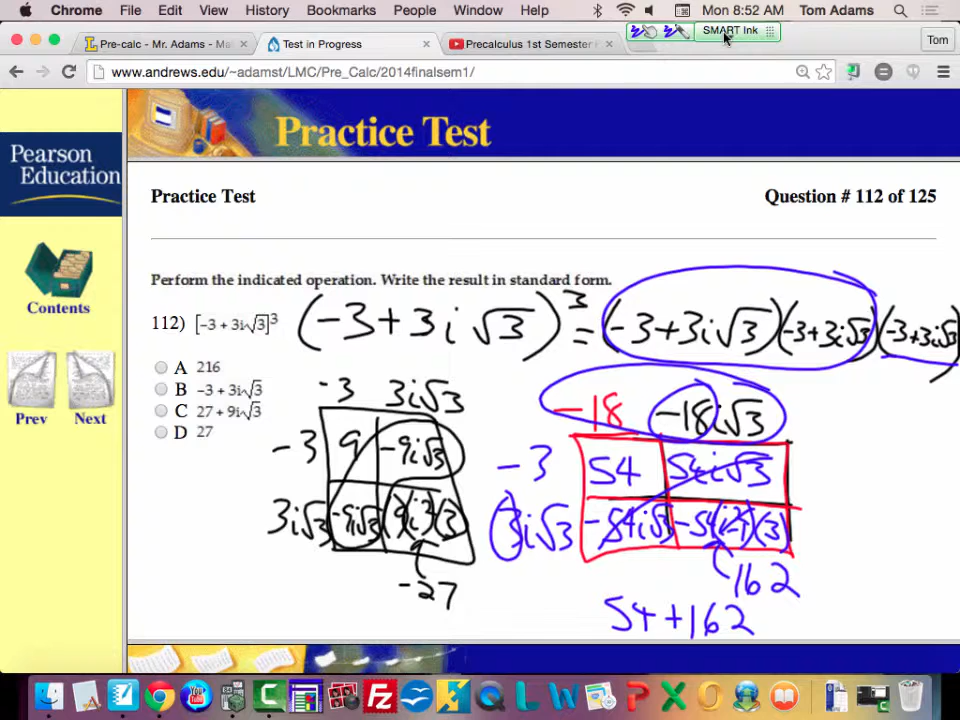 Chrome File Edit View History Bookmarks People Window Help Mon 8:52 AM Tom Adams
Pre-calc - Mr. Adams - Ma Test in Progress Precalculus 1st Semester SMART Ink Tom
www.andrews.edu/~adamst/LMC/Pre_Calc/2014finalsem1/
Practice Test
Pearson
Education
Practice Test Question # 112 of 125
Contents
Prev Next
Perform the indicated operation. Write the result in standard form.
112) [-3 + 3i√3]³ (-3+3i√3)³ = (-3+3i√3)(-3+3i√3)(-3+3i√3)
A 216
B -3 + 3i√3
C 27 + 9i√3
D 27
-3 3i√3
-18 -18i√3
-3 9 -9i√3
-3 54 54i√3
3i√3 -9i√3 (9)(i²)(3)
3i√3 -54i√3 -54(i²)(3)
-27
162
54+162